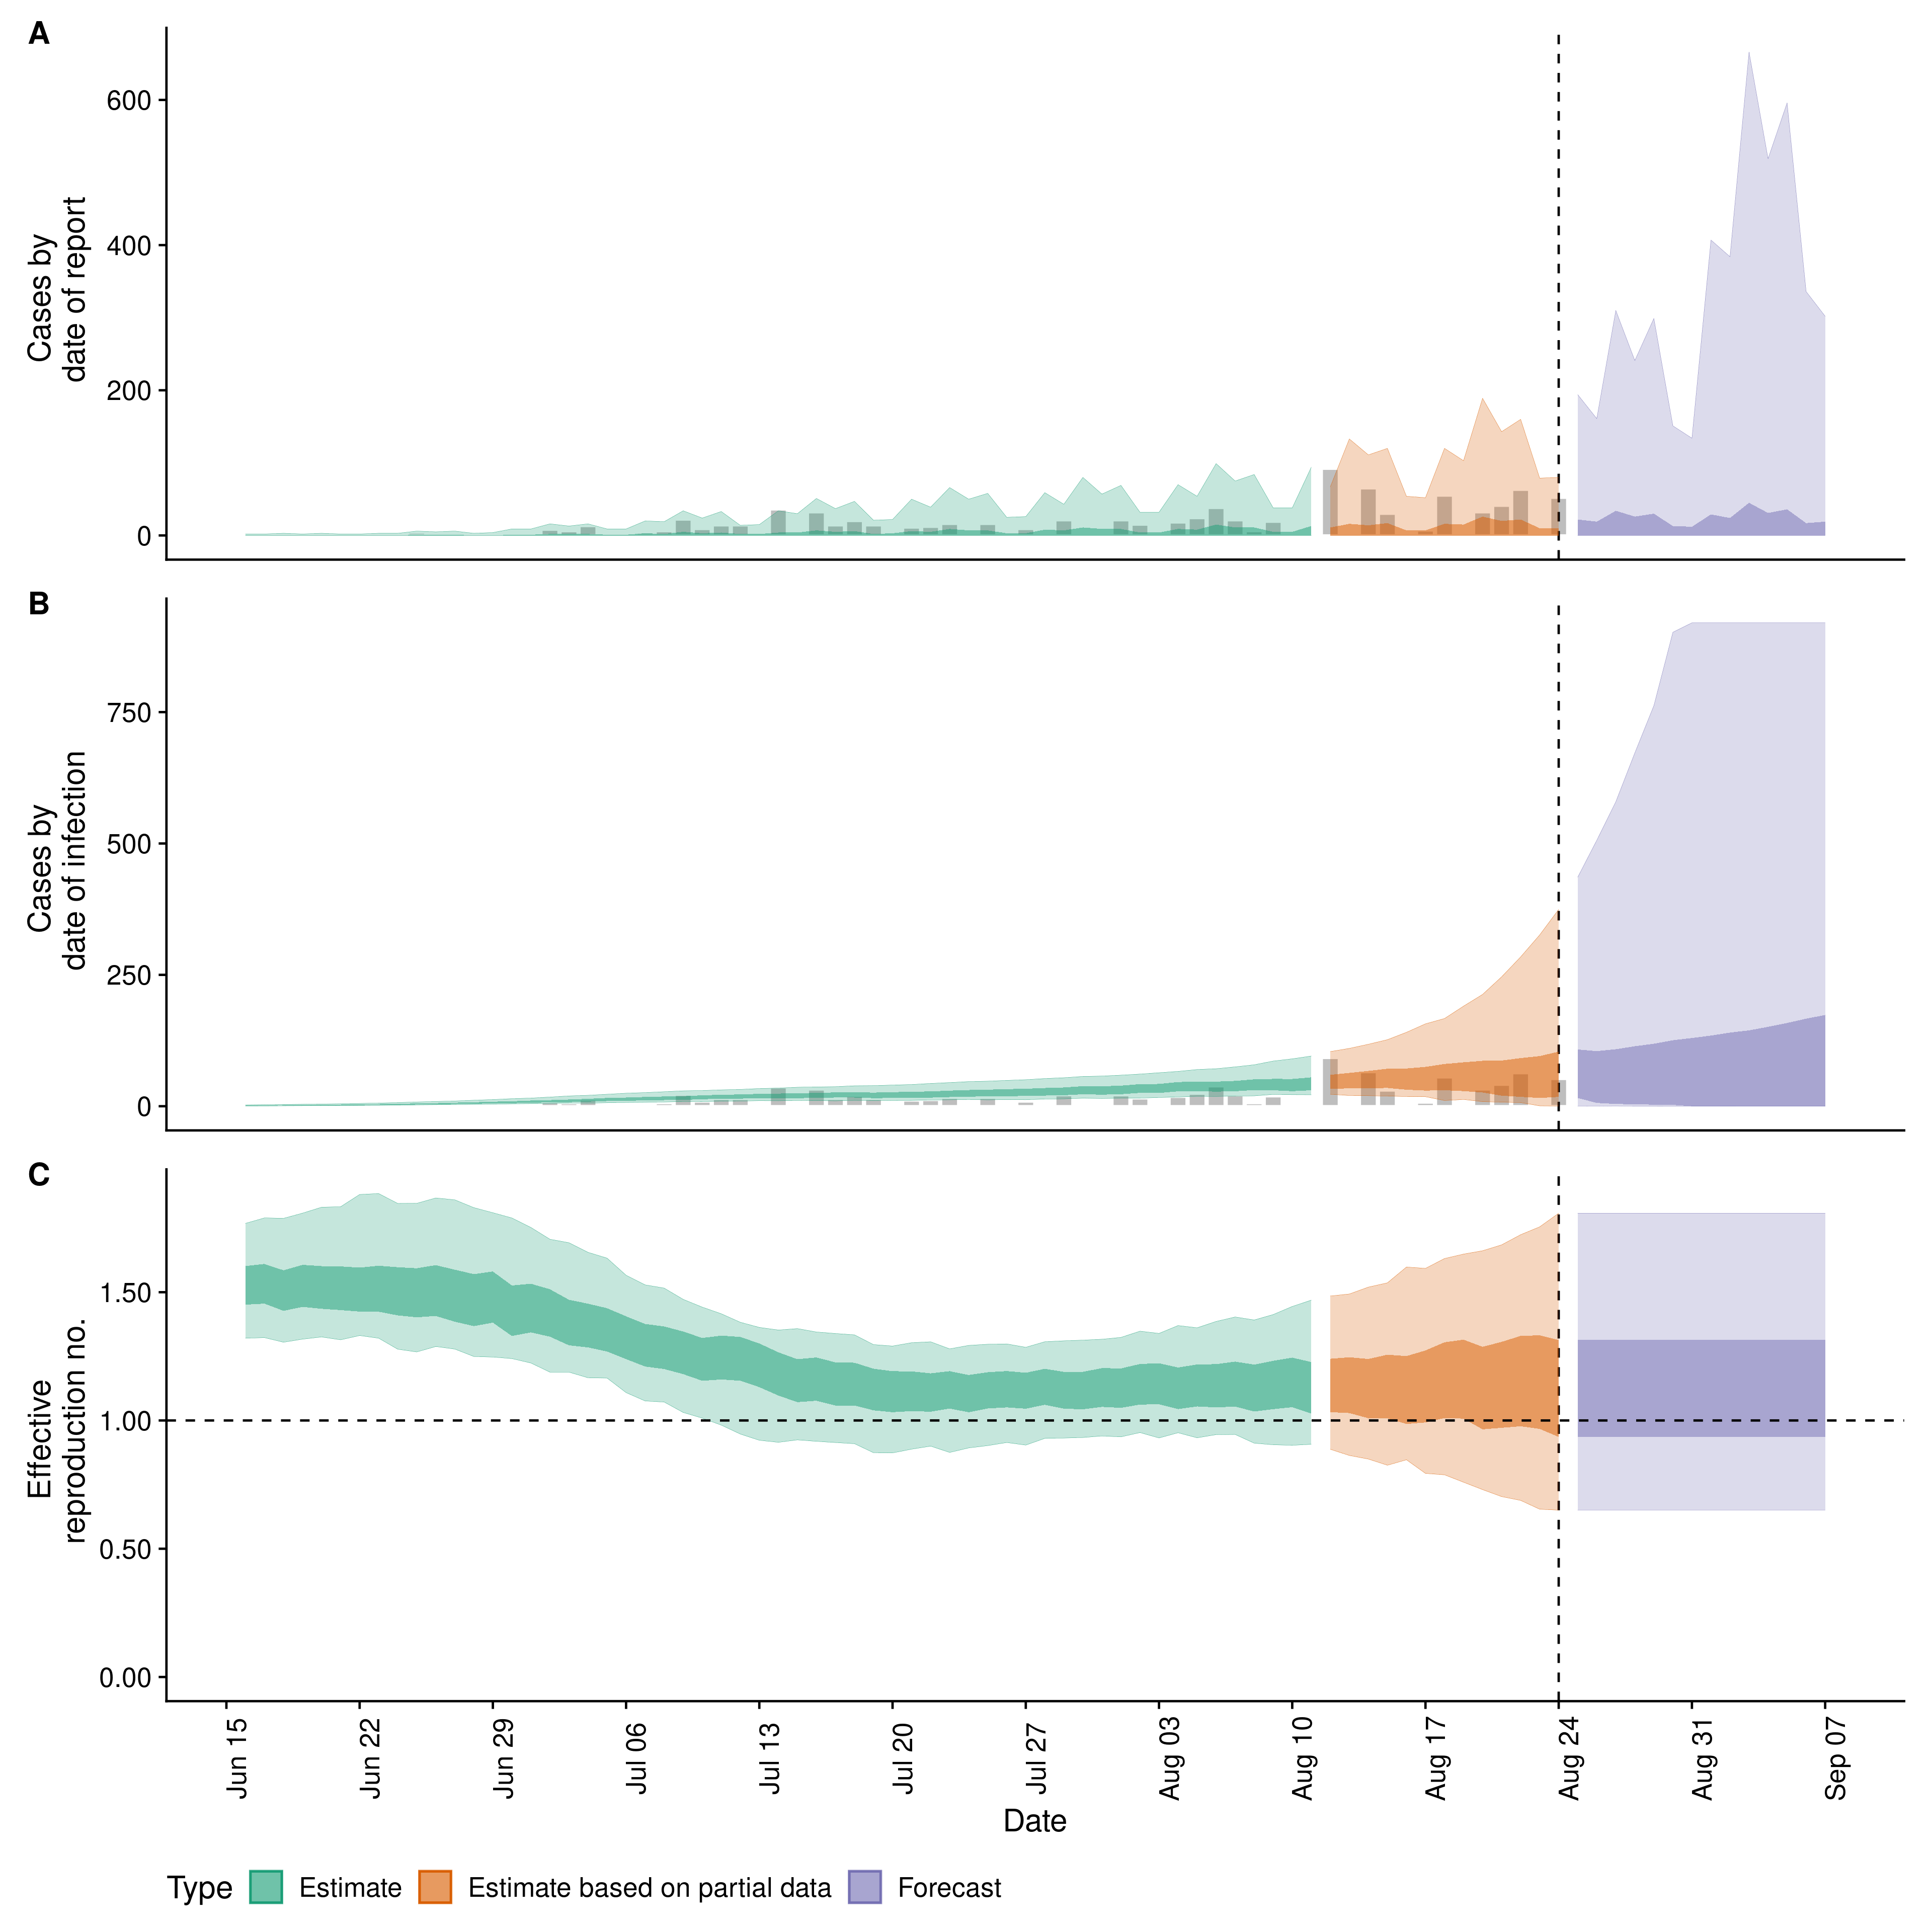 A
Cases by
date of report
600
400
200
0
B
Cases by
date of infection
750
500
250
0
C
Effective
reproduction no.
1.50
1.00
0.50
0.00
Jun 15
Jun 22
Jun 29
Jul 06
Jul 13
Jul 20
Jul 27
Aug 03
Aug 10
Aug 17
Aug 24
Aug 31
Sep 07
Date
Type Estimate Estimate based on partial data Forecast